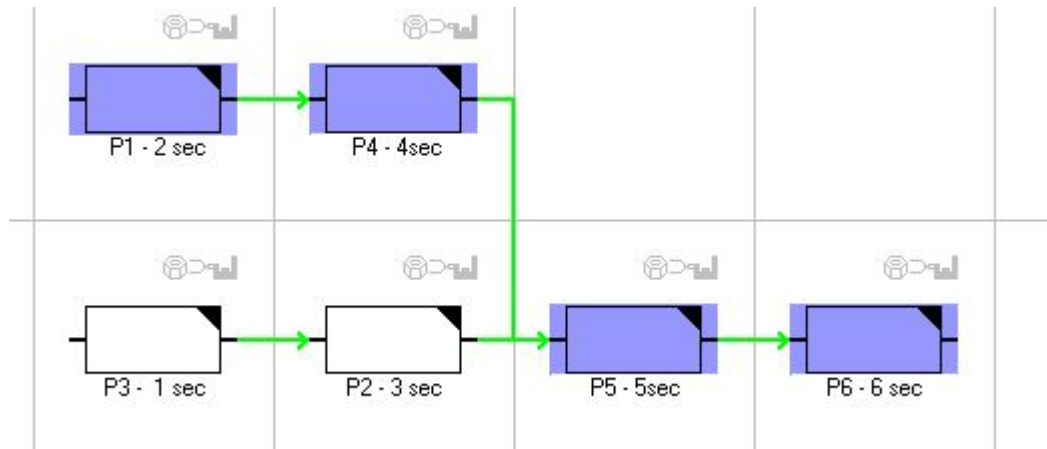 P1 - 2 sec
P4 - 4sec
P3 - 1 sec
P2 - 3 sec
P5 - 5sec
P6 - 6 sec